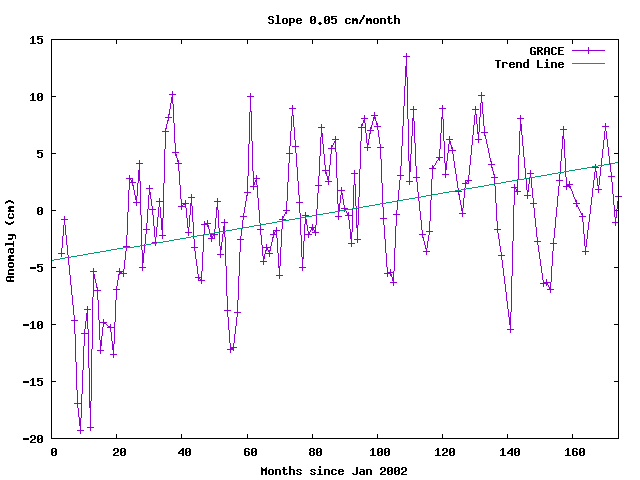 Slope 0.05 cm/month
GRACE
Trend Line
15
10
5
0
-5
-10
-15
-20
Anomaly (cm)
0 20 40 60 80 100 120 140 160
Months since Jan 2002